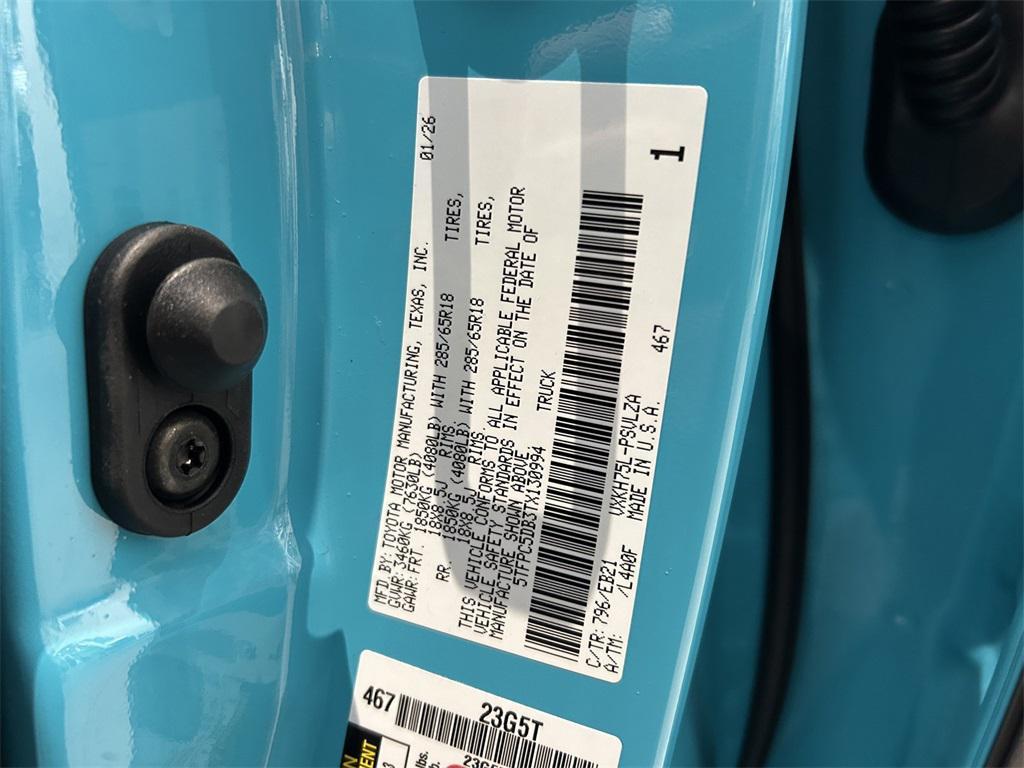 MFD.BY: TOYOTA MOTOR MANUFACTURING, TEXAS, INC. 01/26
GVWR: 3460KG (7630LB)
GAWR: FRT. 1850KG (4080LB) WITH 285/65R18 TIRES,
18X8.5J RIMS,
RR. 1850KG (4080LB) WITH 285/65R18 TIRES,
18X8.5J RIMS
THIS VEHICLE CONFORMS TO ALL APPLICABLE FEDERAL MOTOR
VEHICLE SAFETY STANDARDS IN EFFECT ON THE DATE OF
MANUFACTURE SHOWN ABOVE.
5TFPC5DB3TX130994 TRUCK
1
C/TR: 796/EB21 VXKH75L-PSVLZA 467
A/TM: /L4A0F MADE IN U.S.A.
467 23G5T